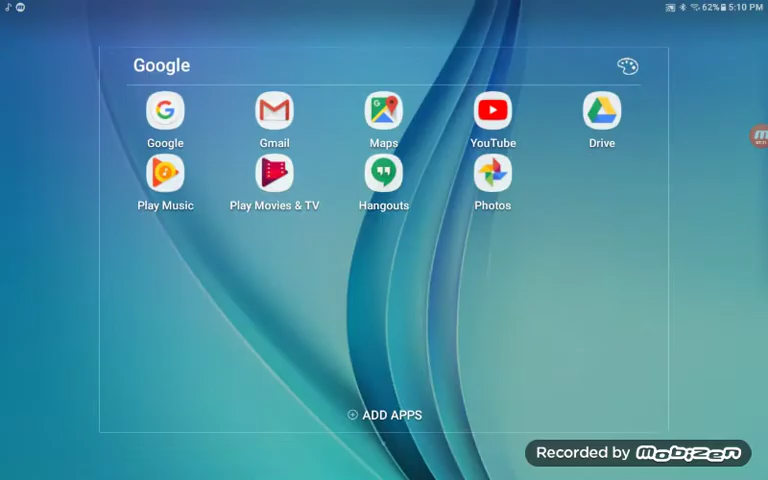 62% 5:10 PM
Google
Google Gmail Maps YouTube Drive
Play Music Play Movies & TV Hangouts Photos
ADD APPS
Recorded by mobizen